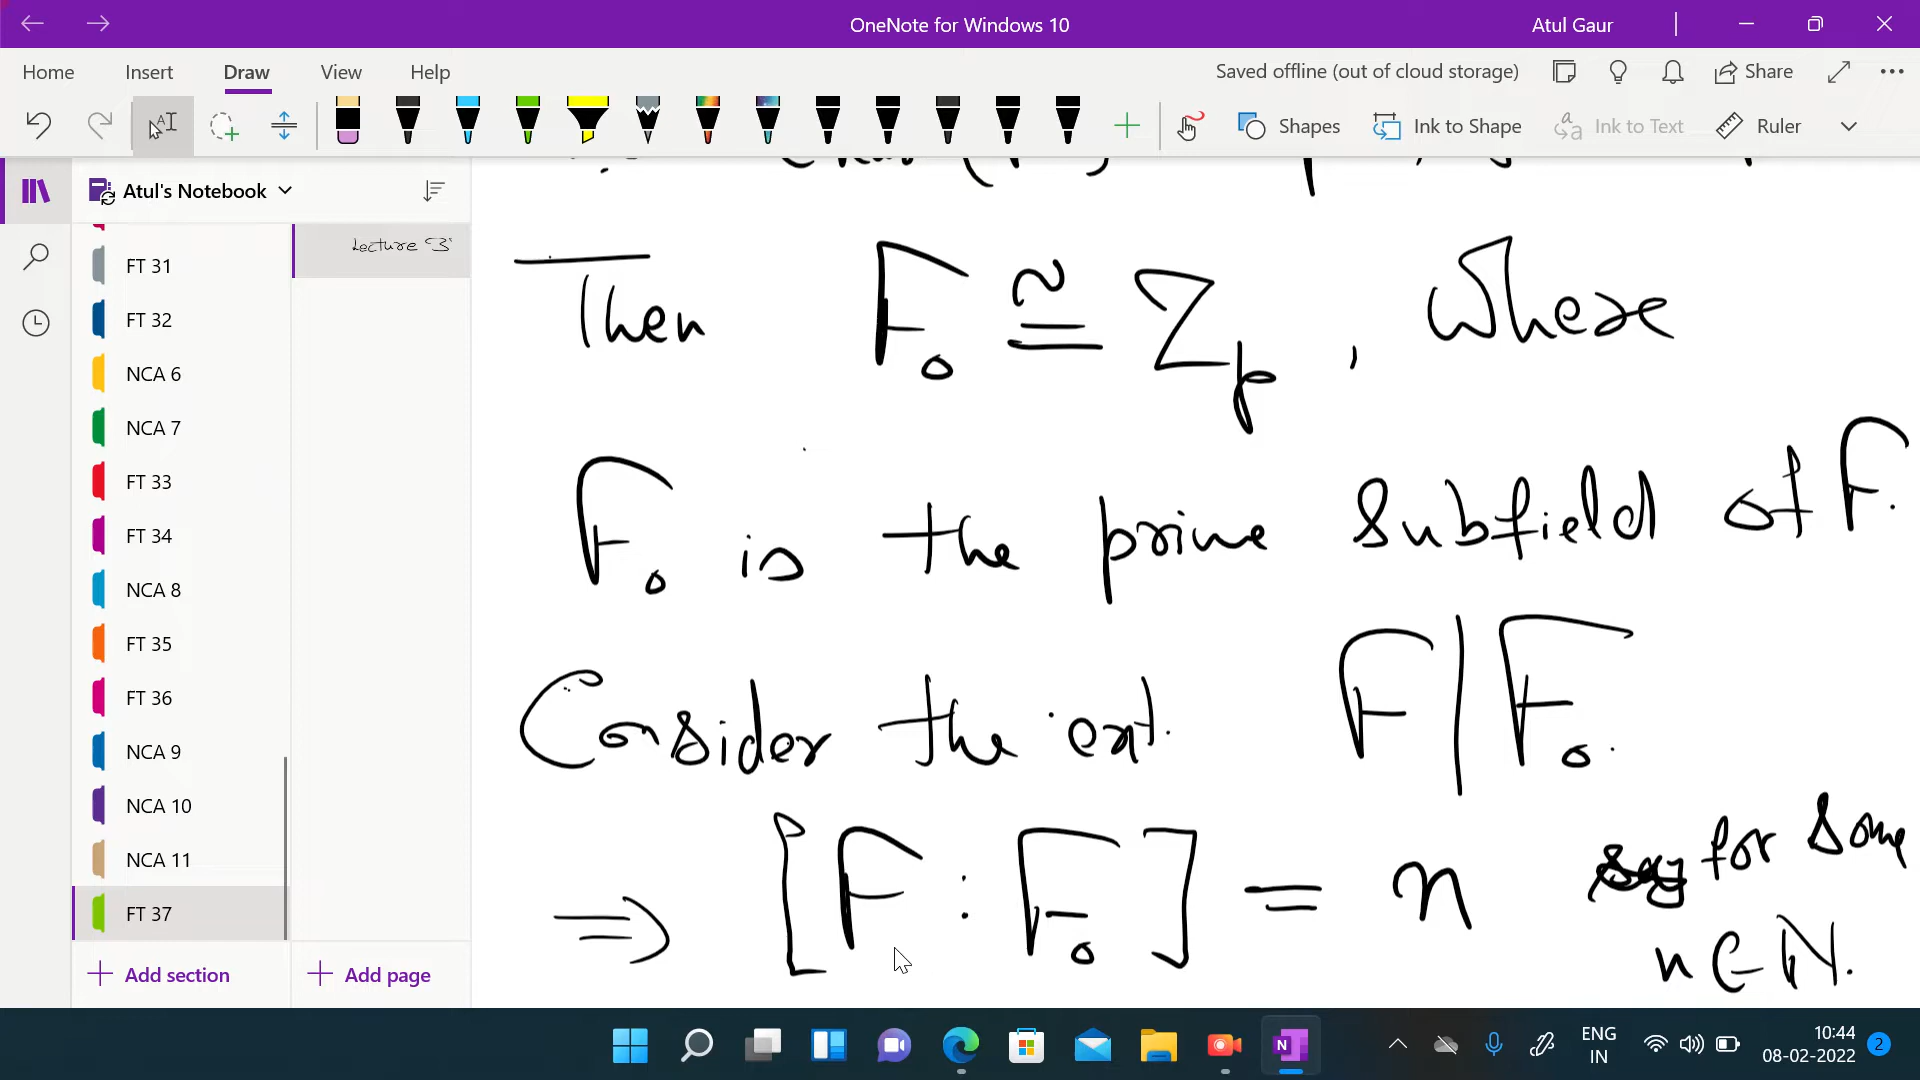 OneNote for Windows 10
Atul Gaur
Home Insert Draw View Help
Saved offline (out of cloud storage)
Share
Shapes
Ink to Shape
Ink to Text
Ruler
Atul's Notebook
FT 31
FT 32
NCA 6
NCA 7
FT 33
FT 34
NCA 8
FT 35
FT 36
NCA 9
NCA 10
NCA 11
FT 37
Add section
Lecture 3
Add page
Then F₀ ≅ Z_p , where
F₀ is the prime subfield of F.
Consider the ext. F | F₀.
⇒ [F : F₀] = n for some
n ∈ N.
ENG
IN
10:44
08-02-2022
2